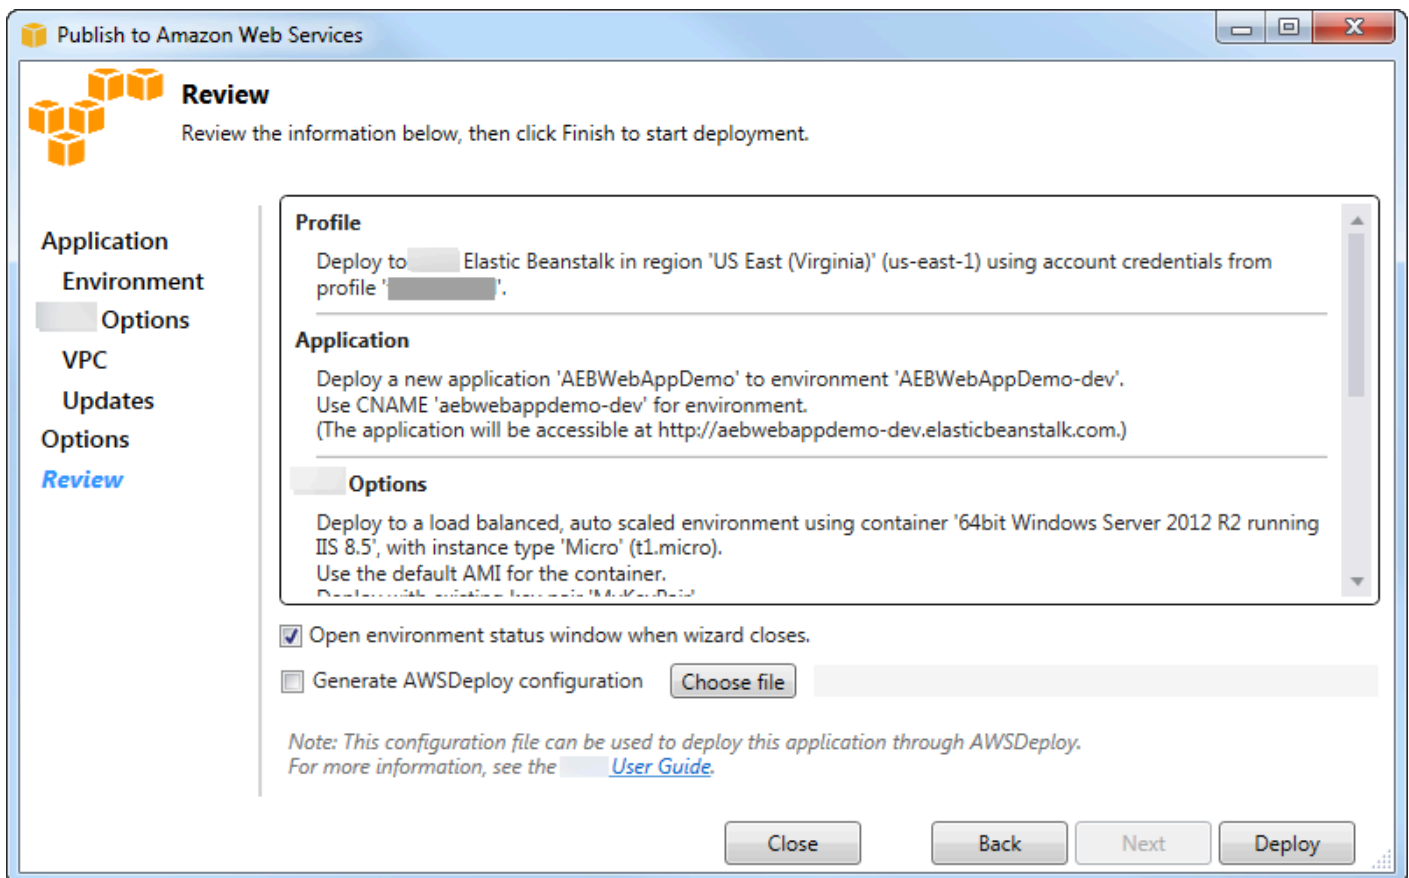 Publish to Amazon Web Services
Review
Review the information below, then click Finish to start deployment.
Application
Environment
Options
VPC
Updates
Options
Review
Profile
Deploy to Elastic Beanstalk in region 'US East (Virginia)' (us-east-1) using account credentials from
profile ' '.
Application
Deploy a new application 'AEBWebAppDemo' to environment 'AEBWebAppDemo-dev'.
Use CNAME 'aebwebappdemo-dev' for environment.
(The application will be accessible at http://aebwebappdemo-dev.elasticbeanstalk.com.)
Options
Deploy to a load balanced, auto scaled environment using container '64bit Windows Server 2012 R2 running
IIS 8.5', with instance type 'Micro' (t1.micro).
Use the default AMI for the container.
Deploy with existing key pair 'MyKeyPair'
Open environment status window when wizard closes.
Generate AWSDeploy configuration
Choose file
Note: This configuration file can be used to deploy this application through AWSDeploy.
For more information, see the User Guide.
Close
Back
Next
Deploy